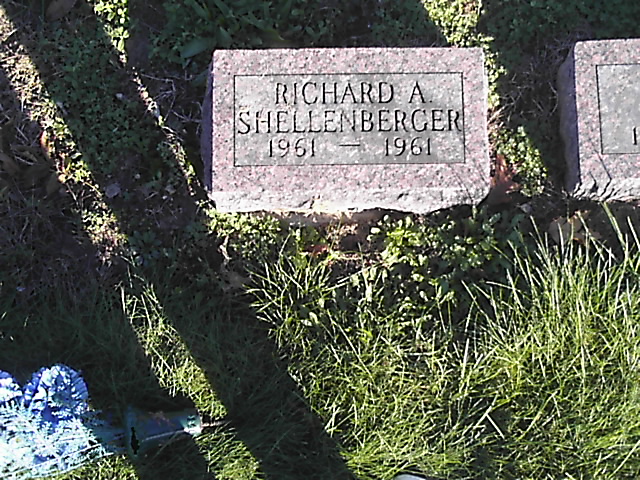 RICHARD A.
SHELLENBERGER
1961 — 1961